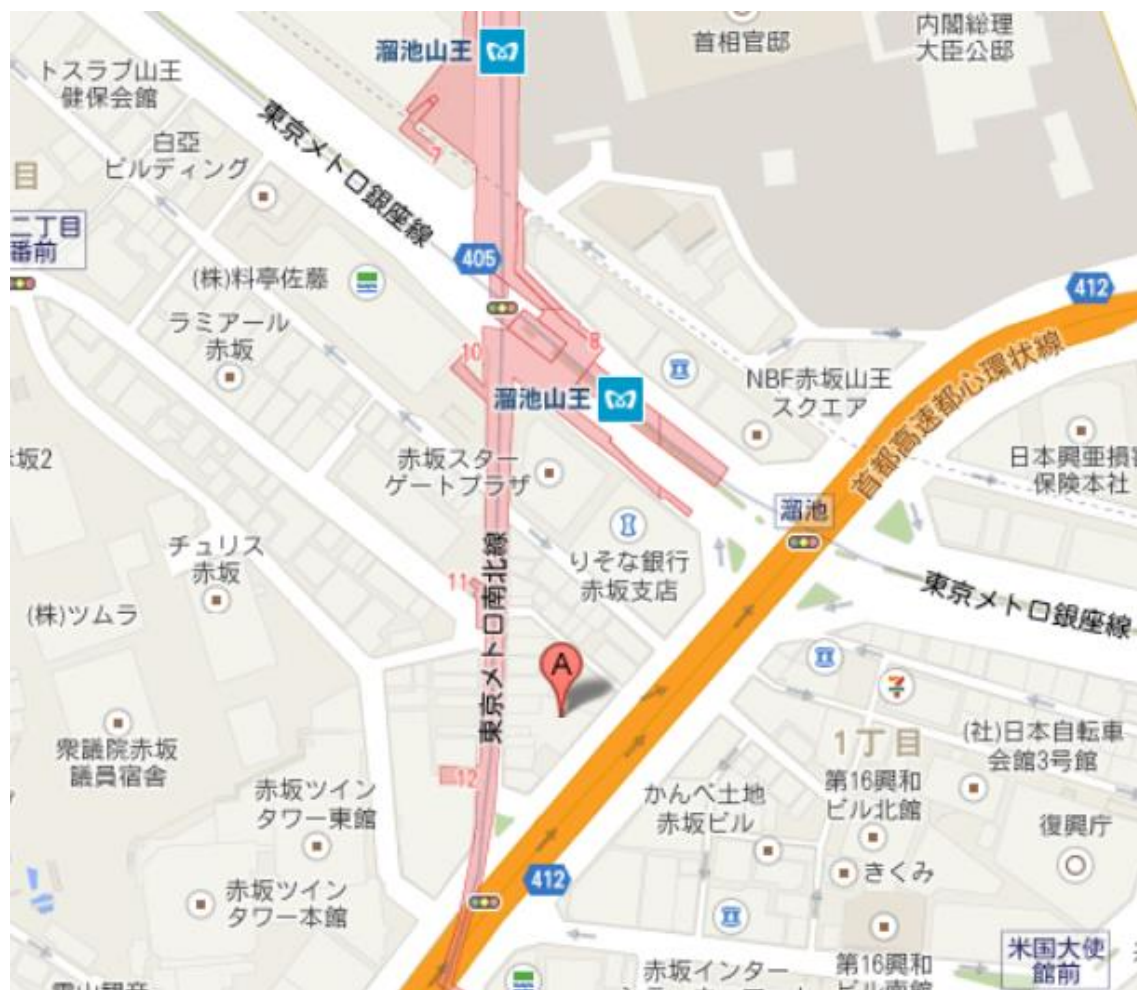 首相官邸
内閣総理
大臣公邸
溜池山王
トスラブ山王
健保会館
7
東京メトロ銀座線
白亜
ビルディング
目
二丁目
番前
405
(株)料亭佐藤
412
ラミアール
赤坂
8
10
溜池山王
NBF赤坂山王
スクエア
首都高速都心環状線
坂2
赤坂スター
ゲートプラザ
日本興亜損
保険本社
溜池
チュリス
赤坂
りそな銀行
赤坂支店
東京メトロ南北線
11
東京メトロ銀座線
(株)ツムラ
A
7
1丁目
(社)日本自転車
会館3号館
衆議院赤坂
議員宿舎
12
赤坂ツイン
タワー東館
かんべ土地
赤坂ビル
第16興和
ビル北館
復興庁
きくみ
412
赤坂ツイン
タワー本館
米国大使
館前
赤坂インター
第16興和
ビル南館